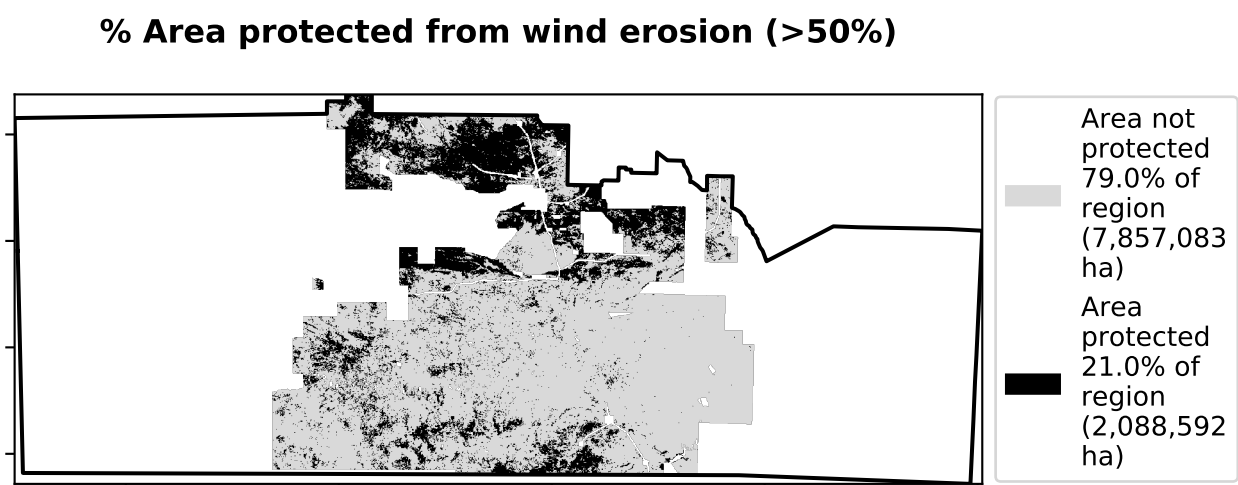 % Area protected from wind erosion (>50%)
Area not
protected
79.0% of
region
(7,857,083
ha)
Area
protected
21.0% of
region
(2,088,592
ha)